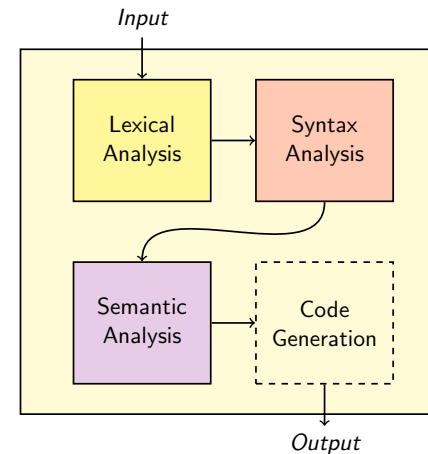 Input
Lexical
Analysis
Syntax
Analysis
Semantic
Analysis
Code
Generation
Output